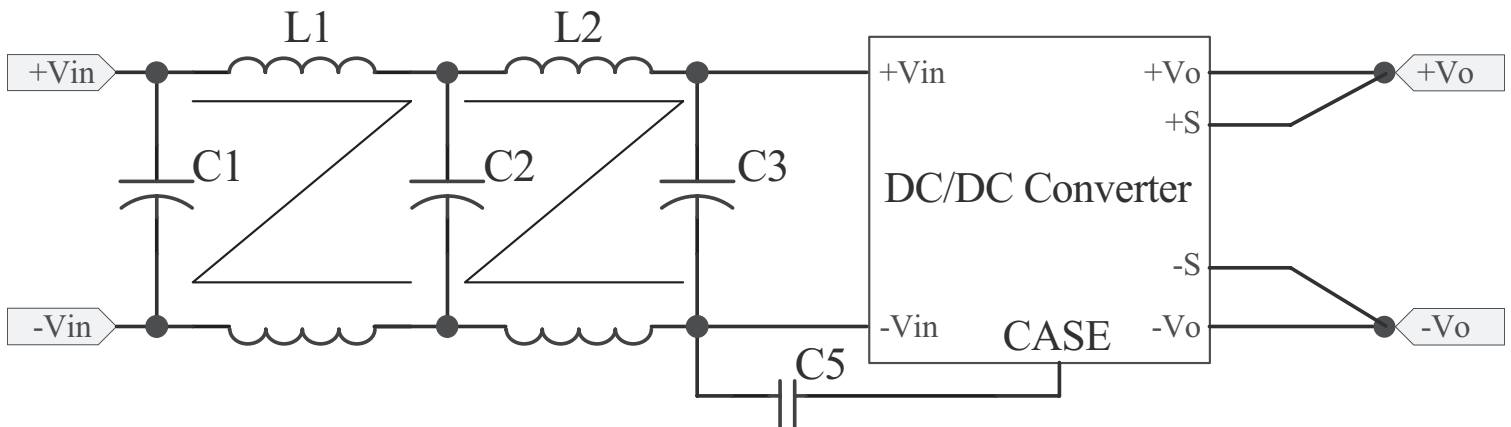 L1
L2
+Vin
+Vin
+Vo
+Vo
+S
C1
C2
C3
DC/DC Converter
-S
-Vin
-Vin
CASE
-Vo
-Vo
C5